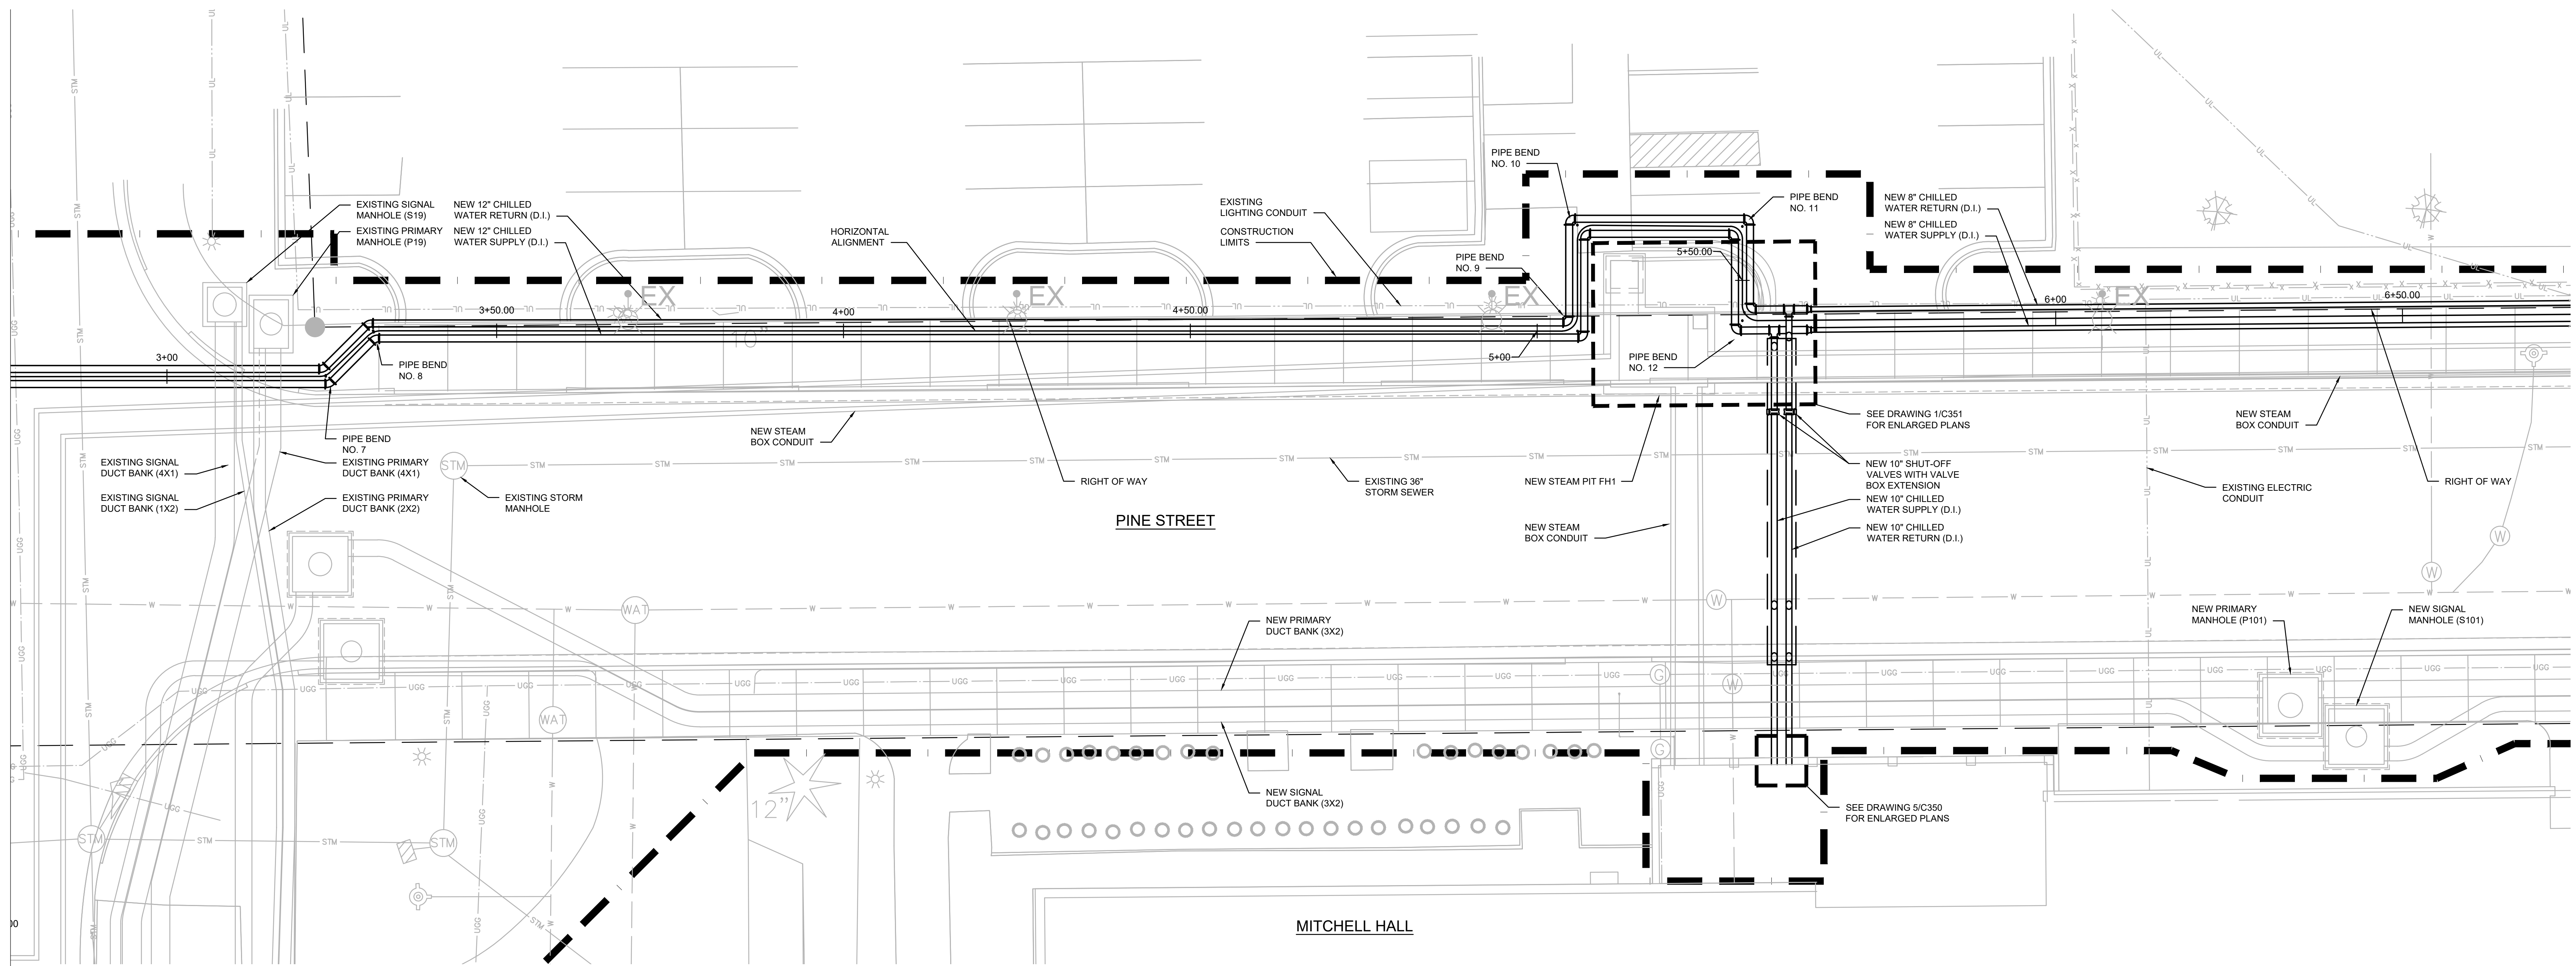 EXISTING SIGNAL
MANHOLE (S19)
EXISTING PRIMARY
MANHOLE (P19)
NEW 12" CHILLED
WATER RETURN (D.I.)
NEW 12" CHILLED
WATER SUPPLY (D.I.)
HORIZONTAL
ALIGNMENT
EXISTING
LIGHTING CONDUIT
CONSTRUCTION
LIMITS
PIPE BEND
NO. 10
PIPE BEND
NO. 9
PIPE BEND
NO. 11
NEW 8" CHILLED
WATER RETURN (D.I.)
NEW 8" CHILLED
WATER SUPPLY (D.I.)
EX
EX
EX
EX
3+00
3+50.00
4+00
4+50.00
5+00
5+50.00
6+00
6+50.00
10"
PIPE BEND
NO. 8
PIPE BEND
NO. 7
PIPE BEND
NO. 12
EXISTING SIGNAL
DUCT BANK (4X1)
EXISTING SIGNAL
DUCT BANK (1X2)
EXISTING PRIMARY
DUCT BANK (4X1)
EXISTING PRIMARY
DUCT BANK (2X2)
EXISTING STORM
MANHOLE
NEW STEAM
BOX CONDUIT
RIGHT OF WAY
EXISTING 36"
STORM SEWER
NEW STEAM PIT FH1
NEW STEAM
BOX CONDUIT
SEE DRAWING 1/C351
FOR ENLARGED PLANS
NEW 10" SHUT-OFF
VALVES WITH VALVE
BOX EXTENSION
NEW 10" CHILLED
WATER SUPPLY (D.I.)
NEW 10" CHILLED
WATER RETURN (D.I.)
EXISTING ELECTRIC
CONDUIT
NEW STEAM
BOX CONDUIT
RIGHT OF WAY
PINE STREET
STM
WAT
WAT
W
W
W
W
G
G
STM
STM
UGG
UL
NEW PRIMARY
DUCT BANK (3X2)
NEW SIGNAL
DUCT BANK (3X2)
NEW PRIMARY
MANHOLE (P101)
NEW SIGNAL
MANHOLE (S101)
12"
SEE DRAWING 5/C350
FOR ENLARGED PLANS
MITCHELL HALL